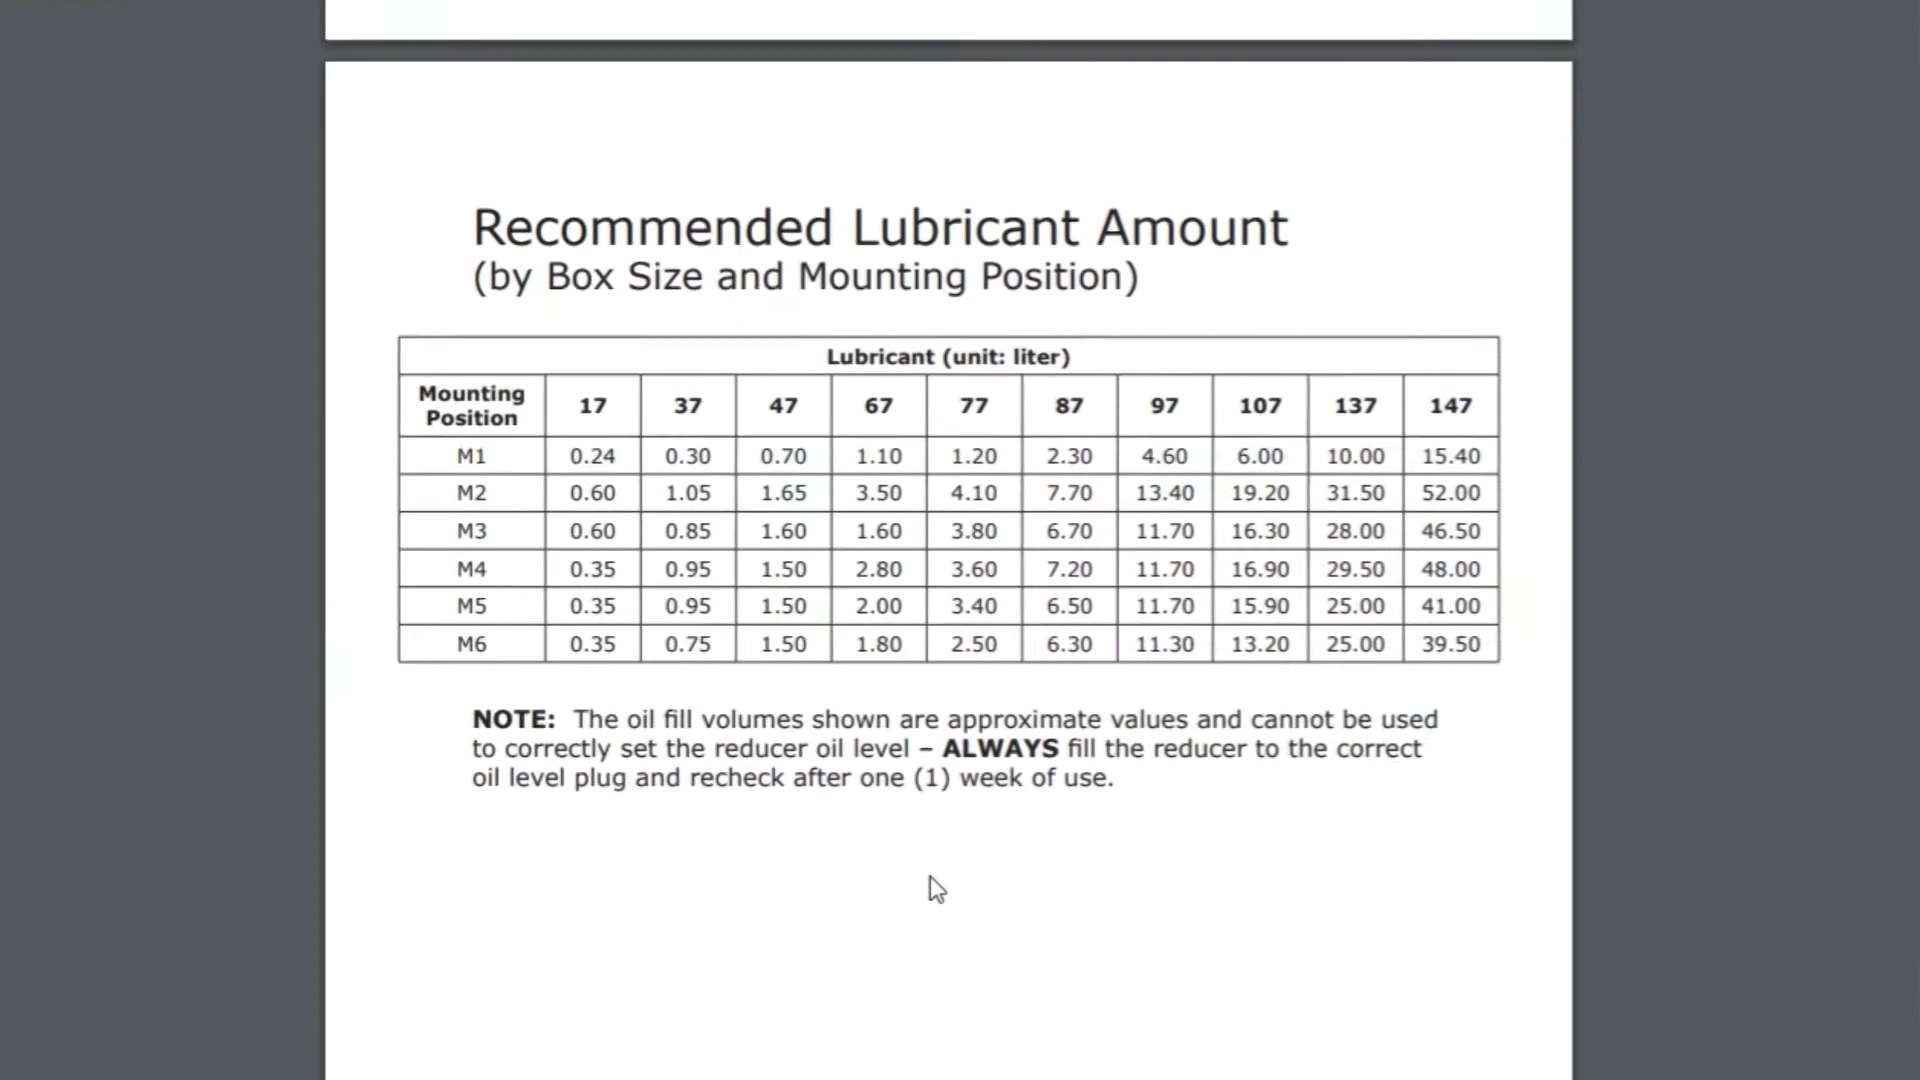 Recommended Lubricant Amount
(by Box Size and Mounting Position)
Lubricant (unit: liter)
Mounting Position 17 37 47 67 77 87 97 107 137 147
M1 0.24 0.30 0.70 1.10 1.20 2.30 4.60 6.00 10.00 15.40
M2 0.60 1.05 1.65 3.50 4.10 7.70 13.40 19.20 31.50 52.00
M3 0.60 0.85 1.60 1.60 3.80 6.70 11.70 16.30 28.00 46.50
M4 0.35 0.95 1.50 2.80 3.60 7.20 11.70 16.90 29.50 48.00
M5 0.35 0.95 1.50 2.00 3.40 6.50 11.70 15.90 25.00 41.00
M6 0.35 0.75 1.50 1.80 2.50 6.30 11.30 13.20 25.00 39.50
NOTE: The oil fill volumes shown are approximate values and cannot be used
to correctly set the reducer oil level – ALWAYS fill the reducer to the correct
oil level plug and recheck after one (1) week of use.